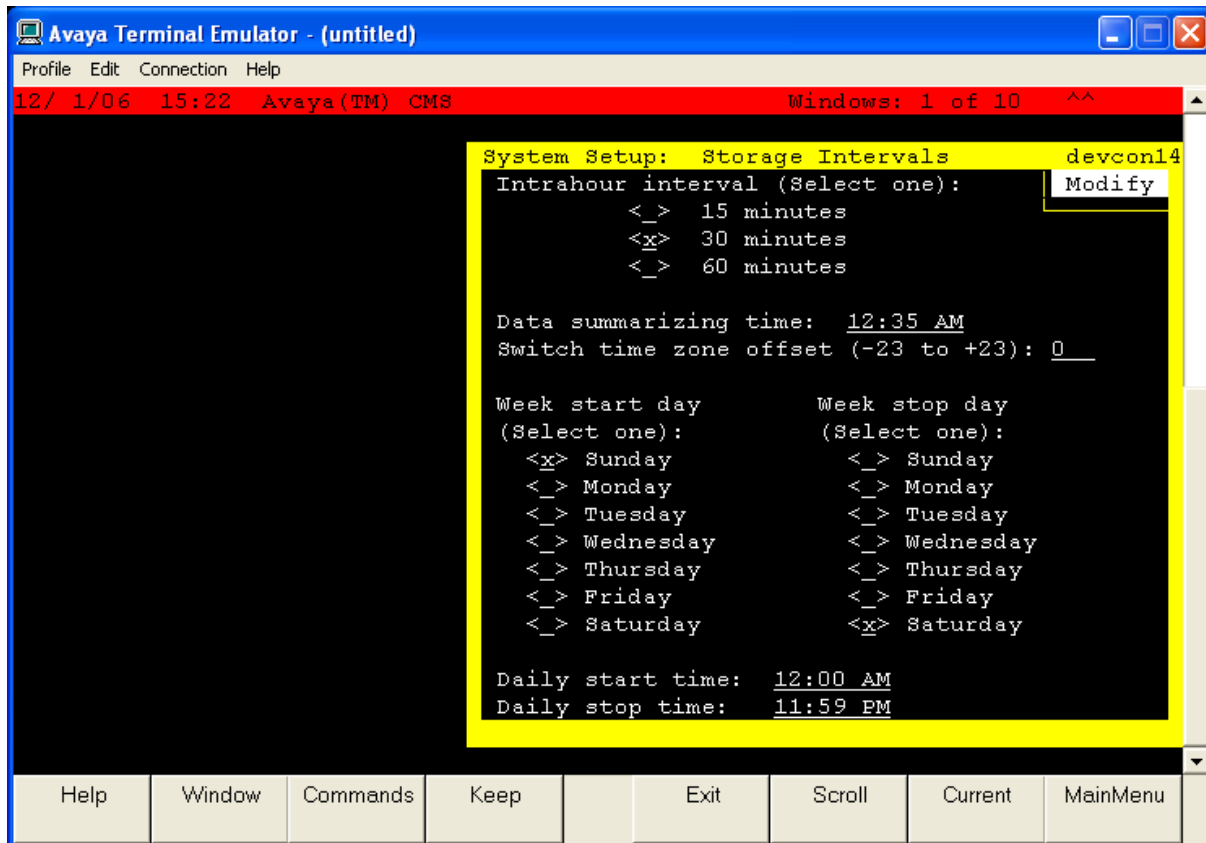 Avaya Terminal Emulator - (untitled)
Profile Edit Connection Help
12/ 1/06 15:22 Avaya(TM) CMS Windows: 1 of 10 ^^
System Setup: Storage Intervals devcon14
Intrahour interval (Select one): Modify
<_> 15 minutes
<x> 30 minutes
<_> 60 minutes
Data summarizing time: 12:35 AM
Switch time zone offset (-23 to +23): 0
Week start day Week stop day
(Select one): (Select one):
<x> Sunday <_> Sunday
<_> Monday <_> Monday
<_> Tuesday <_> Tuesday
<_> Wednesday <_> Wednesday
<_> Thursday <_> Thursday
<_> Friday <_> Friday
<_> Saturday <x> Saturday
Daily start time: 12:00 AM
Daily stop time: 11:59 PM
Help Window Commands Keep Exit Scroll Current MainMenu